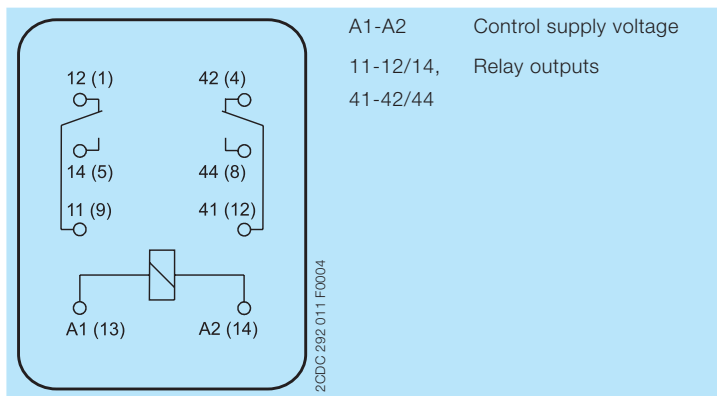 12 (1) 42 (4)
14 (5) 44 (8)
11 (9) 41 (12)
A1 (13) A2 (14)
2CDC 292 011 F0004
A1-A2 Control supply voltage
11-12/14, Relay outputs
41-42/44